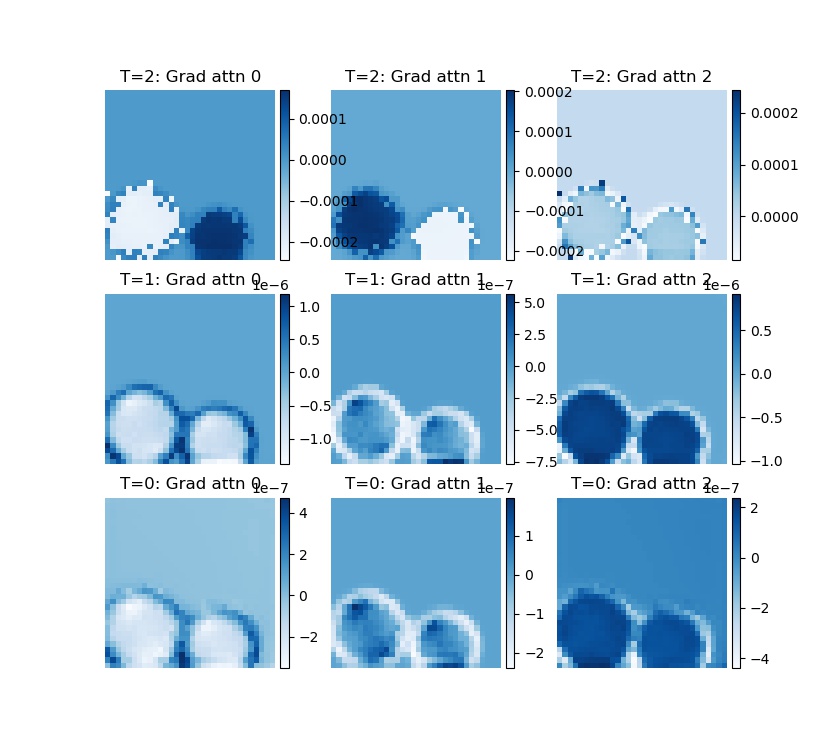 T=2: Grad attn 0
T=2: Grad attn 1
T=2: Grad attn 2
0.0001
0.0000
−0.0001
−0.0002
0.0002
0.0001
0.0000
−0.0001
−0.0002
0.0002
0.0001
0.0000
T=1: Grad attn 0
1e−6
T=1: Grad attn 1
1e−7
T=1: Grad attn 2
1e−6
1.0
0.5
0.0
−0.5
−1.0
5.0
2.5
0.0
−2.5
−5.0
−7.5
0.5
0.0
−0.5
−1.0
T=0: Grad attn 0
1e−7
T=0: Grad attn 1
1e−7
T=0: Grad attn 2
1e−7
4
2
0
−2
1
0
−1
−2
2
0
−2
−4